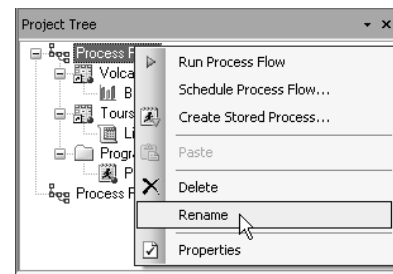 Project Tree
Process F
Run Process Flow
Volca
Schedule Process Flow...
B
Tours
Create Stored Process...
Li
Progra
Paste
P
Delete
Process F
Rename
Properties